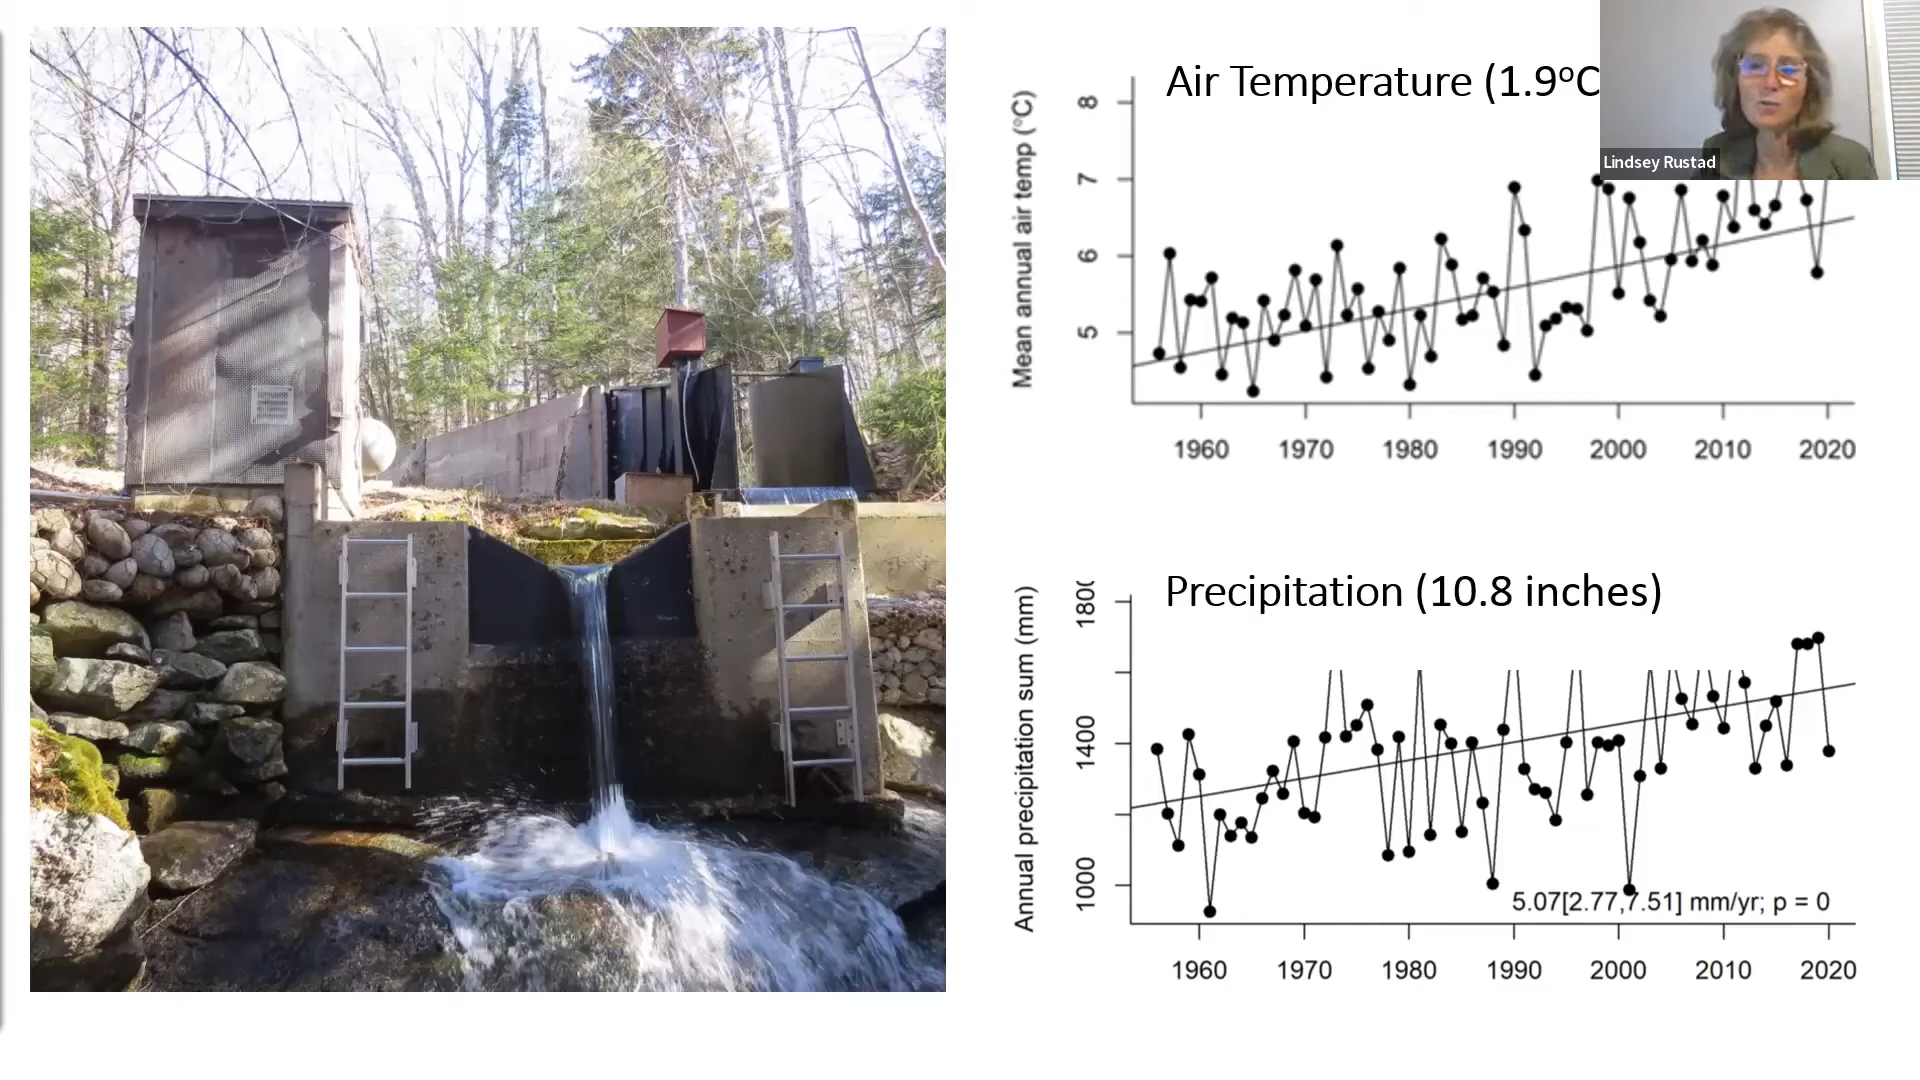 Air Temperature (1.9ºC
Lindsey Rustad
Mean annual air temp (°C)
8
7
6
5
1960 1970 1980 1990 2000 2010 2020
Precipitation (10.8 inches)
Annual precipitation sum (mm)
1400
1000
5.07[2.77,7.51] mm/yr; p = 0
1960 1970 1980 1990 2000 2010 2020